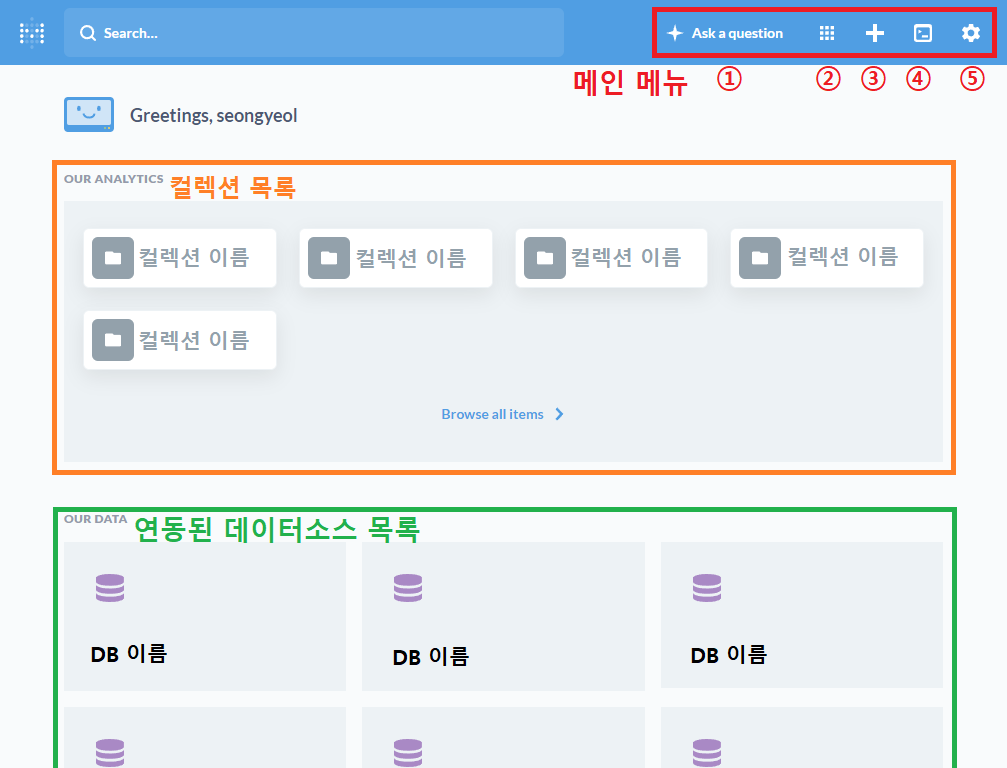 Search...
Ask a question
메인 메뉴 ① ② ③ ④ ⑤
Greetings, seongyeol
OUR ANALYTICS 컬렉션 목록
컬렉션 이름 컬렉션 이름 컬렉션 이름 컬렉션 이름
컬렉션 이름
Browse all items
OUR DATA 연동된 데이터소스 목록
DB 이름 DB 이름 DB 이름